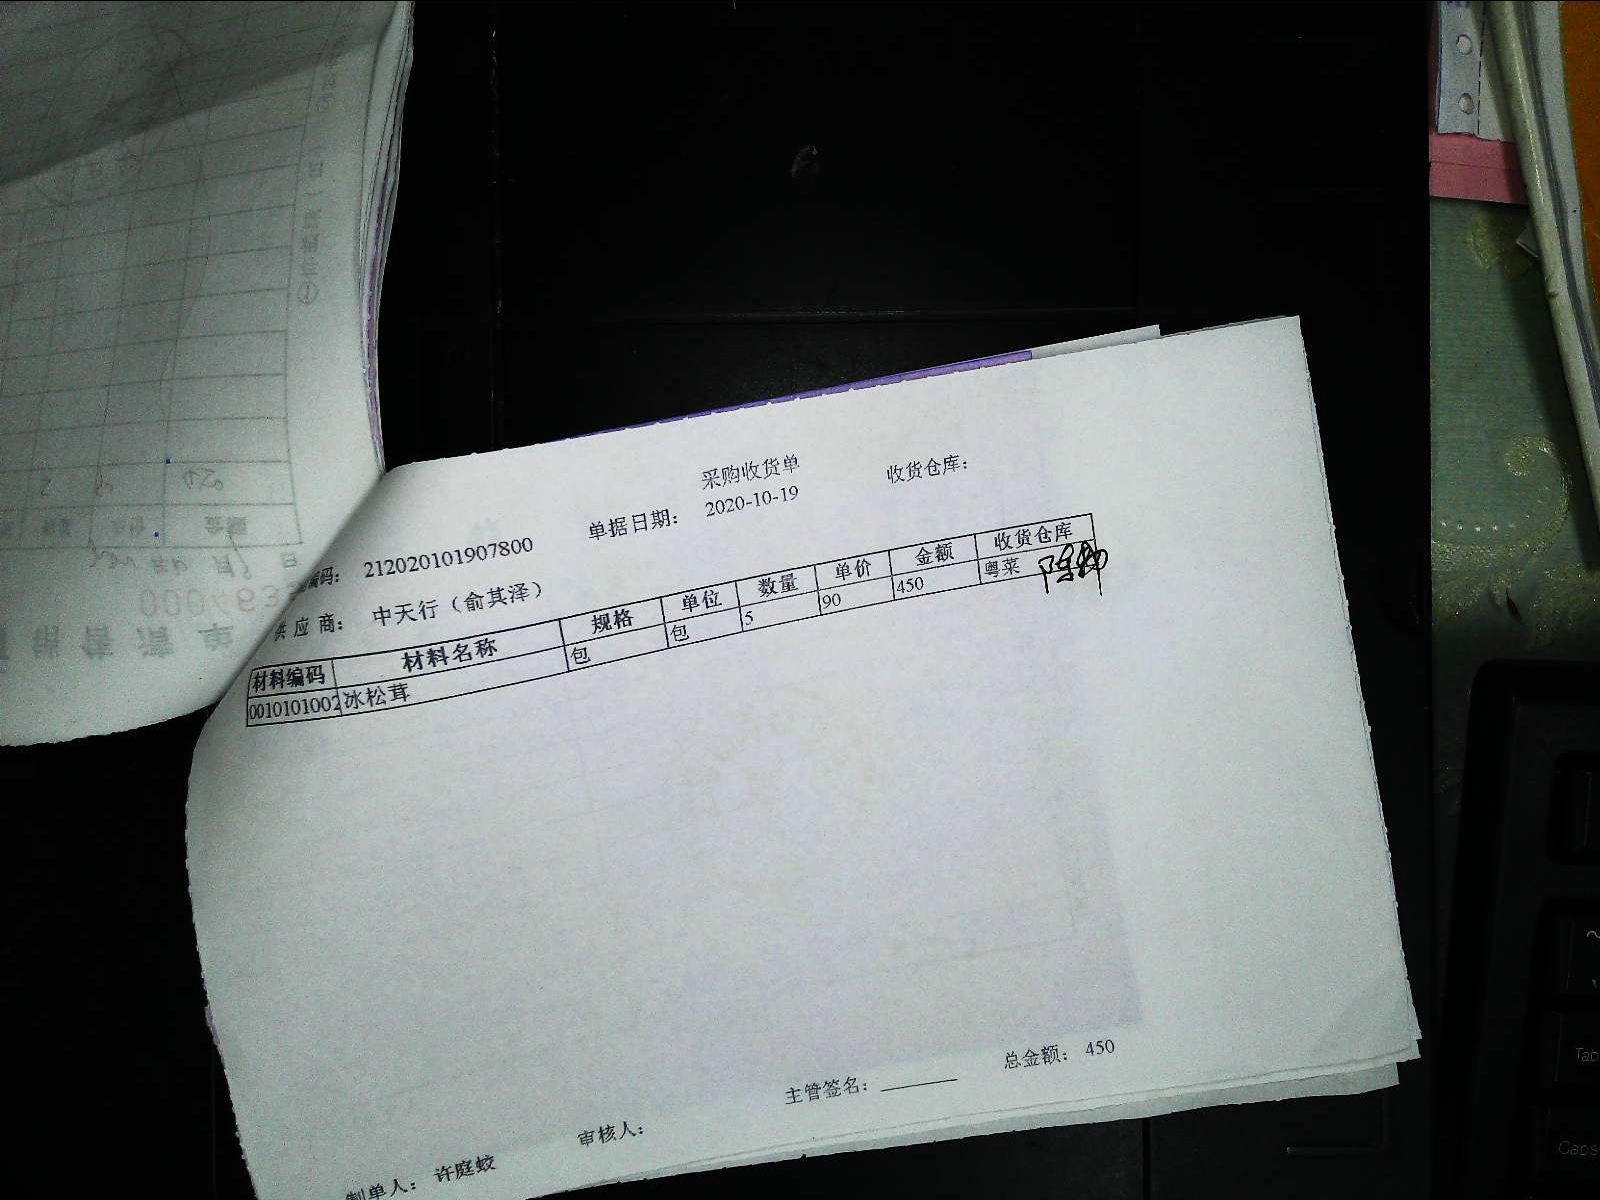 采购收货单
编码： 212020101907800 单据日期： 2020-10-19 收货仓库：
供 应 商： 中天行（俞其泽）
材料编码 材料名称 规格 单位 数量 单价 金额 收货仓库
0010101002 冰松茸 包 包 5 90 450 粤菜
总金额： 450
主管签名：
审核人：
制单人： 许庭蛟
Tab
Caps